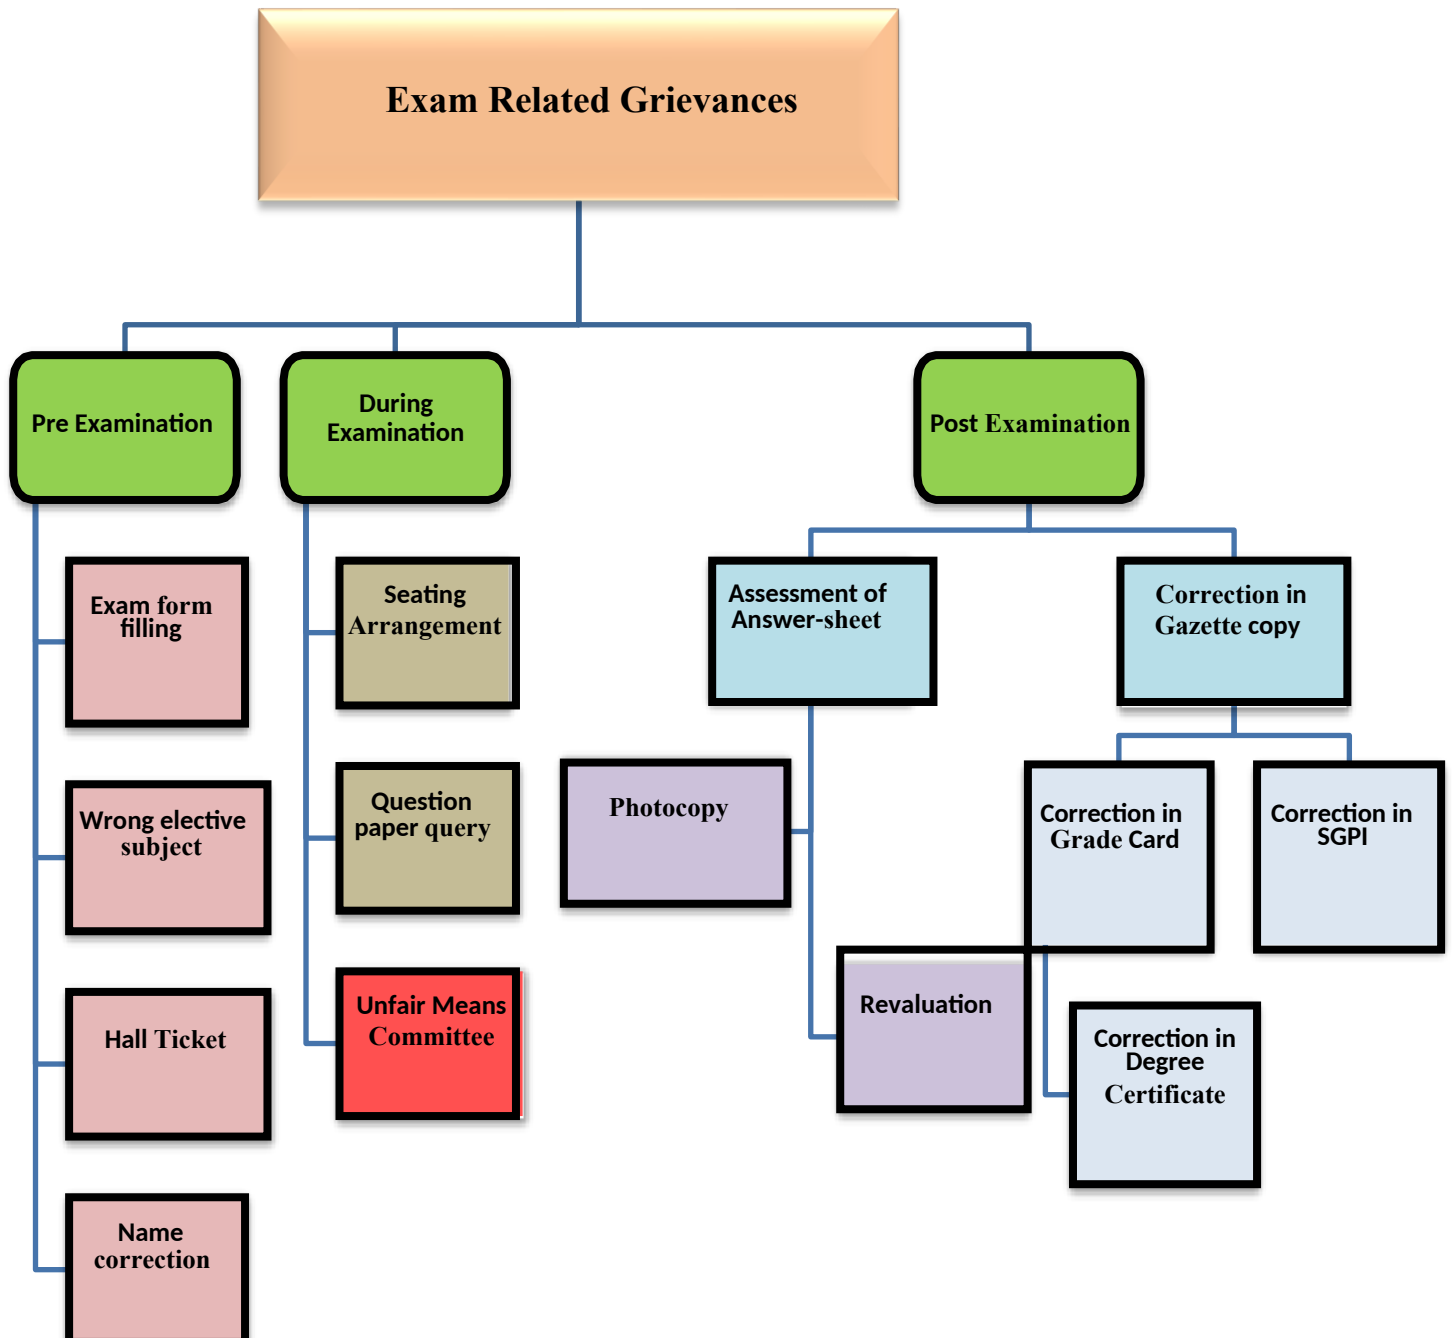 Exam Related Grievances
Pre Examination
During
Examination
Post Examination
Exam form
filling
Wrong elective
subject
Hall Ticket
Name
correction
Seating
Arrangement
Question
paper query
Unfair Means
Committee
Assessment of
Answer-sheet
Photocopy
Revaluation
Correction in
Gazette copy
Correction in
Grade Card
Correction in
SGPI
Correction in
Degree
Certificate